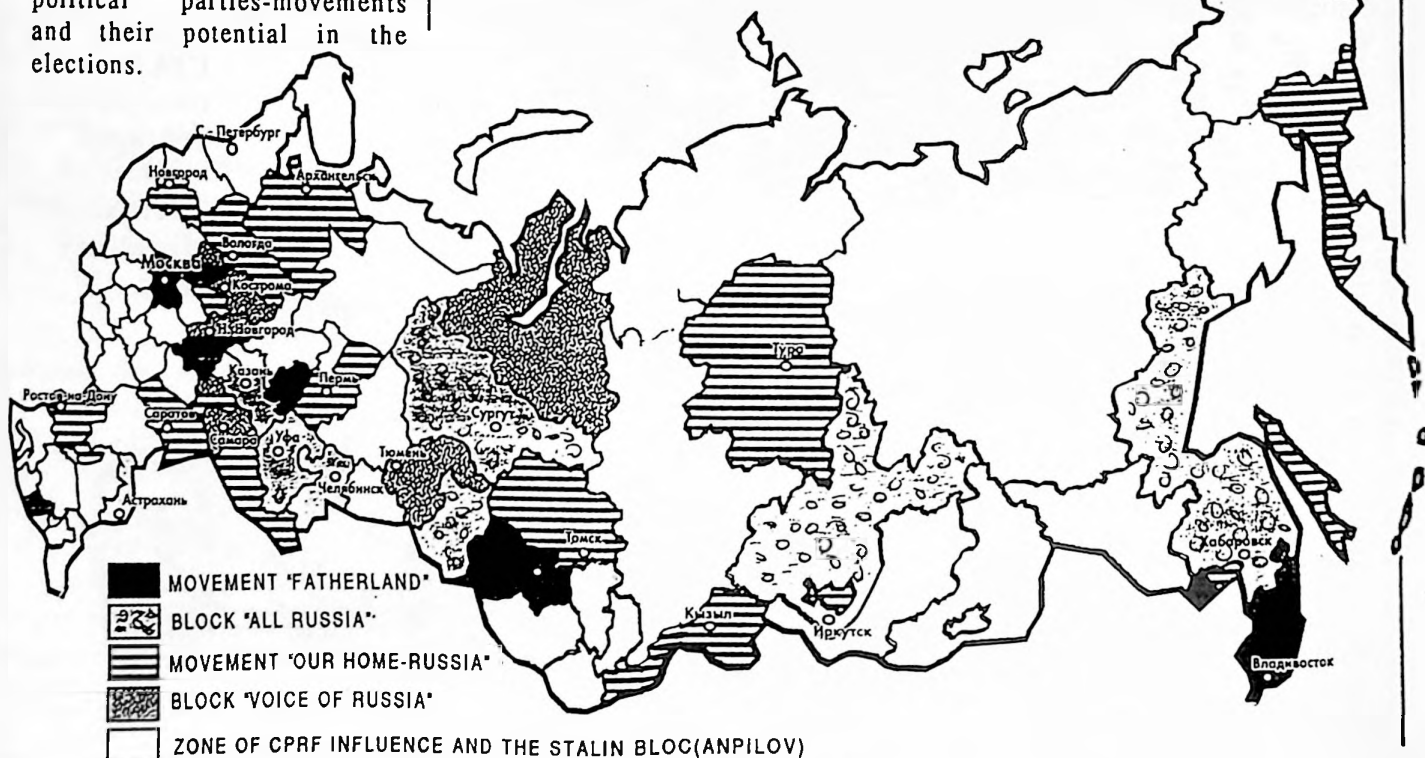 political parties-movements
and their potential in the
elections.
С.-Петербург
Новгород
Архангельск
Вологда
Москва
Кострома
Н.Новгород
Казань
Пермь
Ростов-на-Дону
Саратов
Самара
Уфа
Сургут
Тюмень
Челябинск
Астрахань
Тура
Томск
Кызыл
Иркутск
Хабаровск
Владивосток
MOVEMENT "FATHERLAND"
BLOCK "ALL RUSSIA"
MOVEMENT "OUR HOME-RUSSIA"
BLOCK "VOICE OF RUSSIA"
ZONE OF CPRF INFLUENCE AND THE STALIN BLOC(ANPILOV)